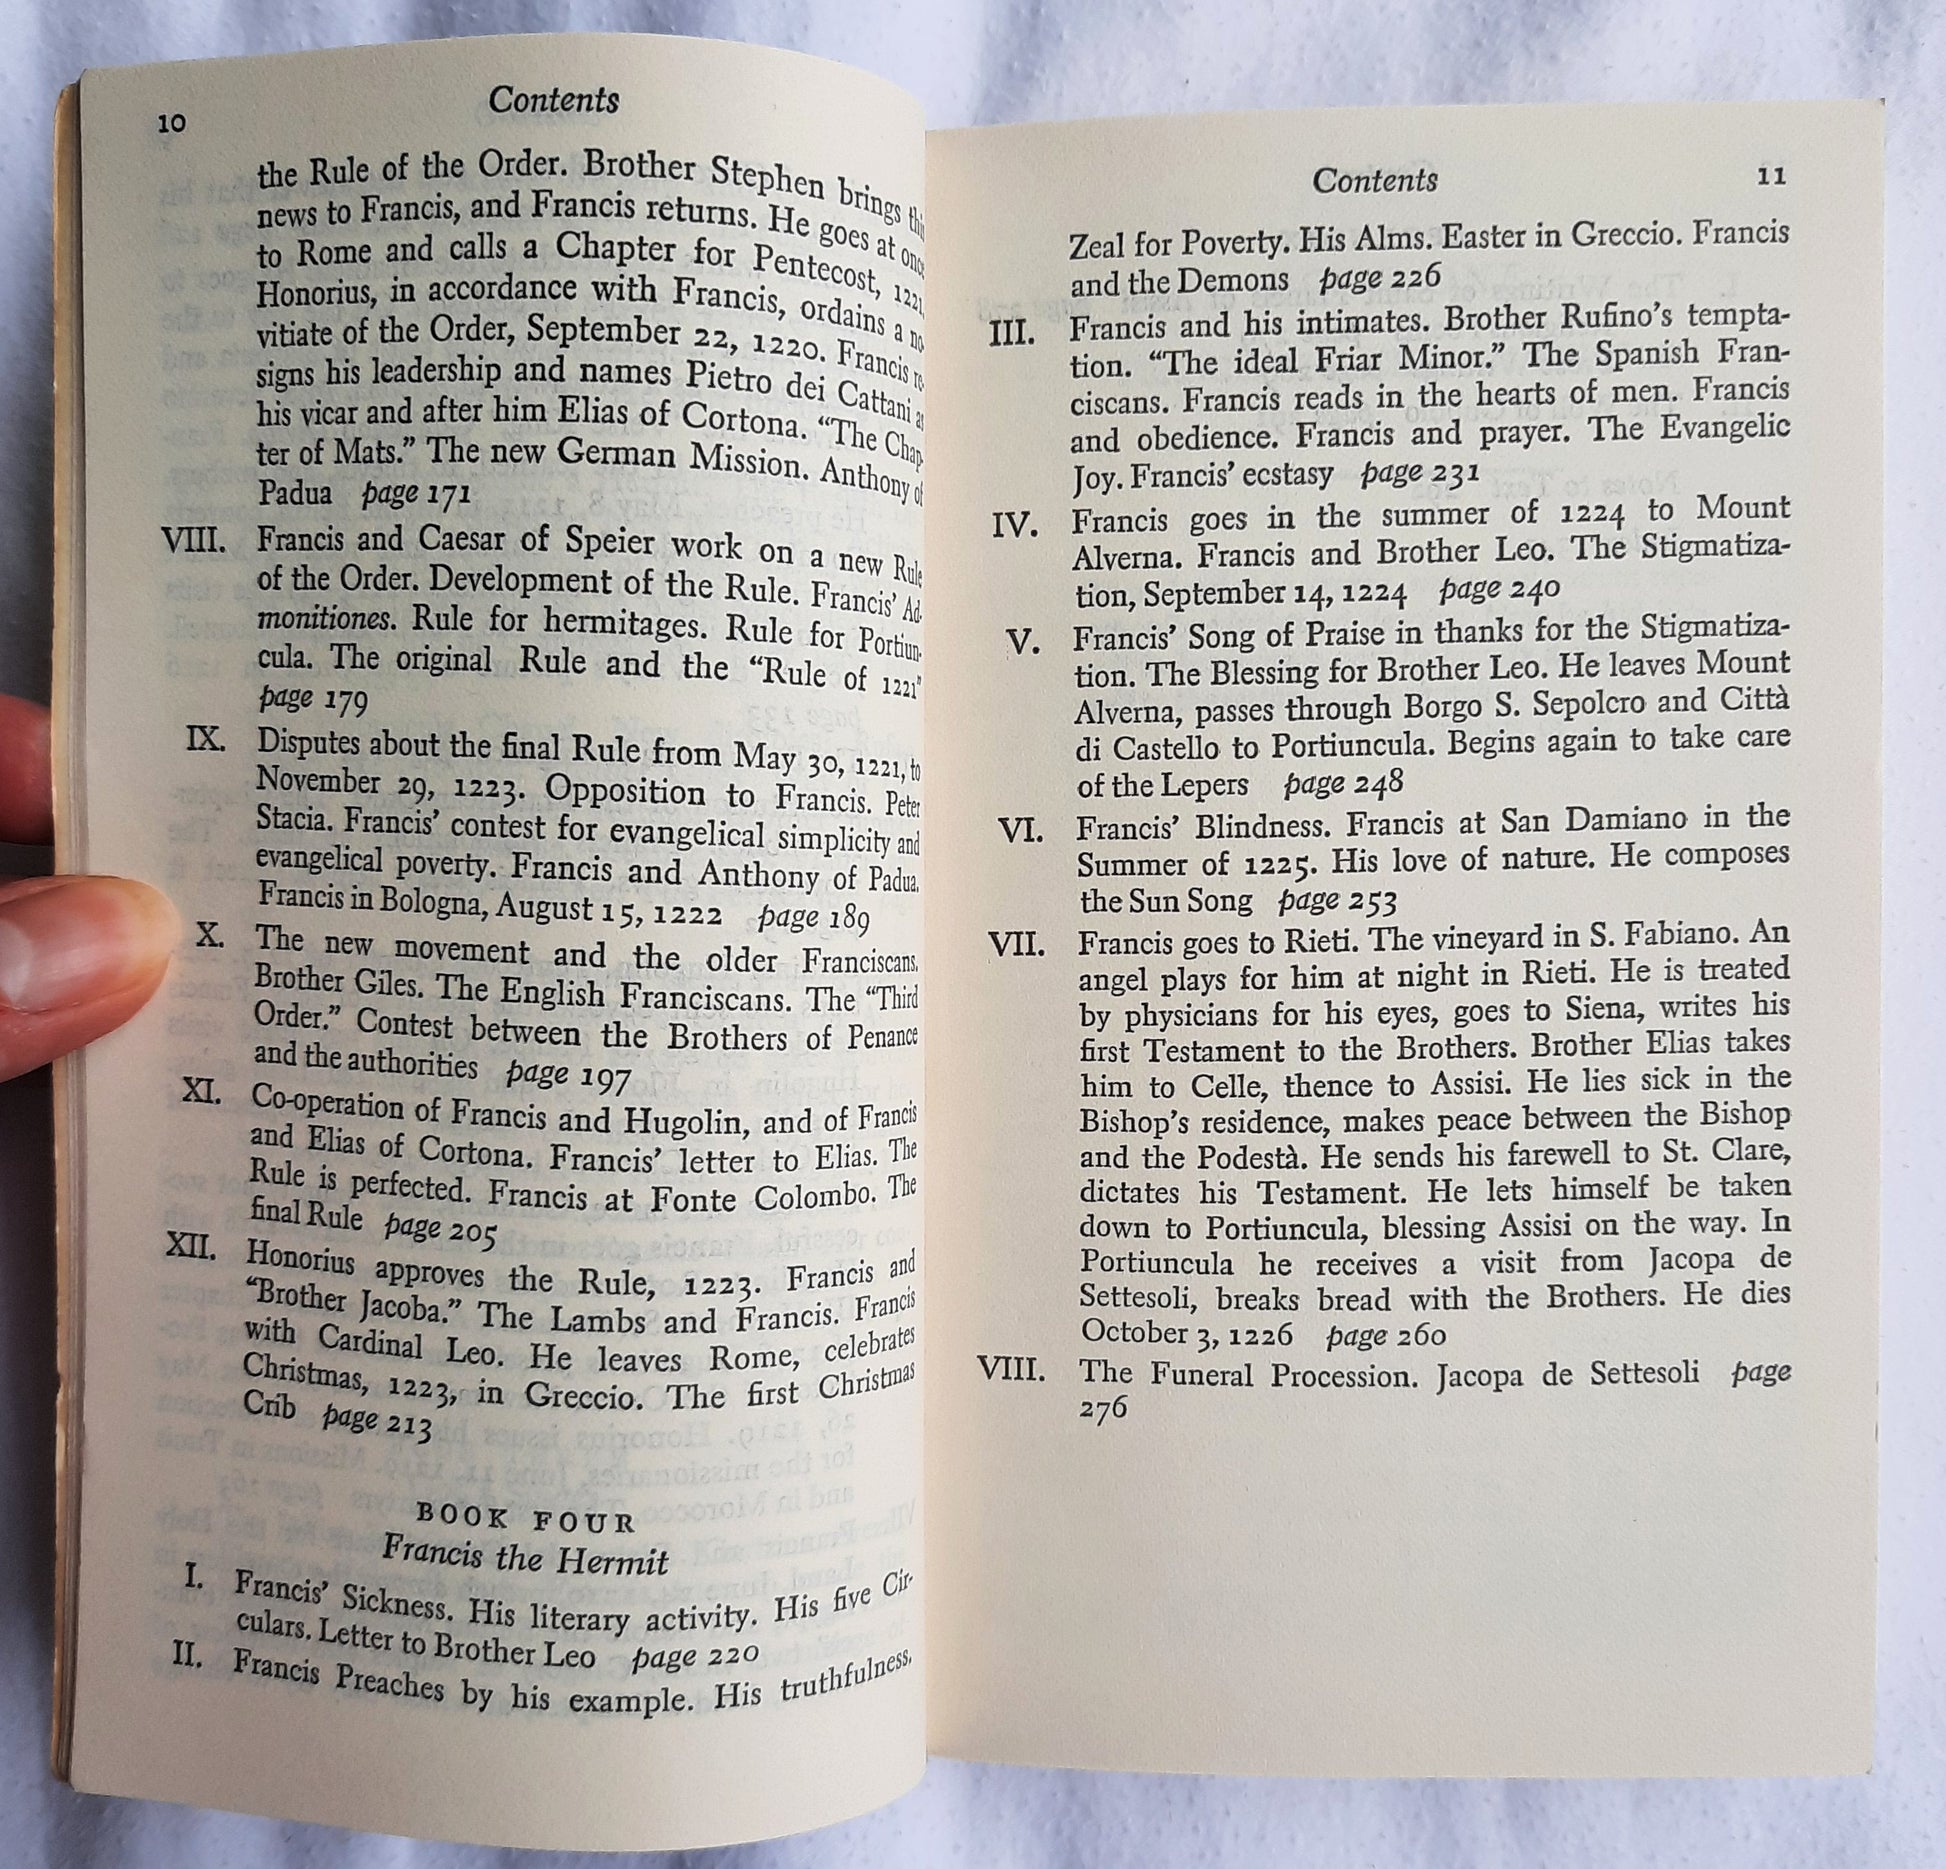 10
Contents
the Rule of the Order. Brother Stephen brings this
news to Francis, and Francis returns. He goes at once
to Rome and calls a Chapter for Pentecost, 1221.
Honorius, in accordance with Francis, ordains a no-
vitiate of the Order, September 22, 1220. Francis re-
signs his leadership and names Pietro dei Cattani as
his vicar and after him Elias of Cortona. “The Chap-
ter of Mats.” The new German Mission. Anthony of
Padua page 171
VIII. Francis and Caesar of Speier work on a new Rule
of the Order. Development of the Rule. Francis’ Ad-
monitiones. Rule for hermitages. Rule for Portiun-
cula. The original Rule and the “Rule of 1221”
page 179
IX. Disputes about the final Rule from May 30, 1221, to
November 29, 1223. Opposition to Francis. Peter
Stacia. Francis’ contest for evangelical simplicity and
evangelical poverty. Francis and Anthony of Padua.
Francis in Bologna, August 15, 1222 page 189
X. The new movement and the older Franciscans.
Brother Giles. The English Franciscans. The “Third
Order.” Contest between the Brothers of Penance
and the authorities page 197
XI. Co-operation of Francis and Hugolin, and of Francis
and Elias of Cortona. Francis’ letter to Elias. The
Rule is perfected. Francis at Fonte Colombo. The
final Rule page 205
XII. Honorius approves the Rule, 1223. Francis and
“Brother Jacoba.” The Lambs and Francis. Francis
with Cardinal Leo. He leaves Rome, celebrates
Christmas, 1223, in Greccio. The first Christmas
Crib page 213
BOOK FOUR
Francis the Hermit
I. Francis’ Sickness. His literary activity. His five Cir-
culars. Letter to Brother Leo page 220
II. Francis Preaches by his example. His truthfulness.
Contents
11
Zeal for Poverty. His Alms. Easter in Greccio. Francis
and the Demons page 226
III. Francis and his intimates. Brother Rufino’s tempta-
tion. “The ideal Friar Minor.” The Spanish Fran-
ciscans. Francis reads in the hearts of men. Francis
and obedience. Francis and prayer. The Evangelic
Joy. Francis’ ecstasy page 231
IV. Francis goes in the summer of 1224 to Mount
Alverna. Francis and Brother Leo. The Stigmatiza-
tion, September 14, 1224 page 240
V. Francis’ Song of Praise in thanks for the Stigmatiza-
tion. The Blessing for Brother Leo. He leaves Mount
Alverna, passes through Borgo S. Sepolcro and Città
di Castello to Portiuncula. Begins again to take care
of the Lepers page 248
VI. Francis’ Blindness. Francis at San Damiano in the
Summer of 1225. His love of nature. He composes
the Sun Song page 253
VII. Francis goes to Rieti. The vineyard in S. Fabiano. An
angel plays for him at night in Rieti. He is treated
by physicians for his eyes, goes to Siena, writes his
first Testament to the Brothers. Brother Elias takes
him to Celle, thence to Assisi. He lies sick in the
Bishop’s residence, makes peace between the Bishop
and the Podestà. He sends his farewell to St. Clare,
dictates his Testament. He lets himself be taken
down to Portiuncula, blessing Assisi on the way. In
Portiuncula he receives a visit from Jacopa de
Settesoli, breaks bread with the Brothers. He dies
October 3, 1226 page 260
VIII. The Funeral Procession. Jacopa de Settesoli page
276